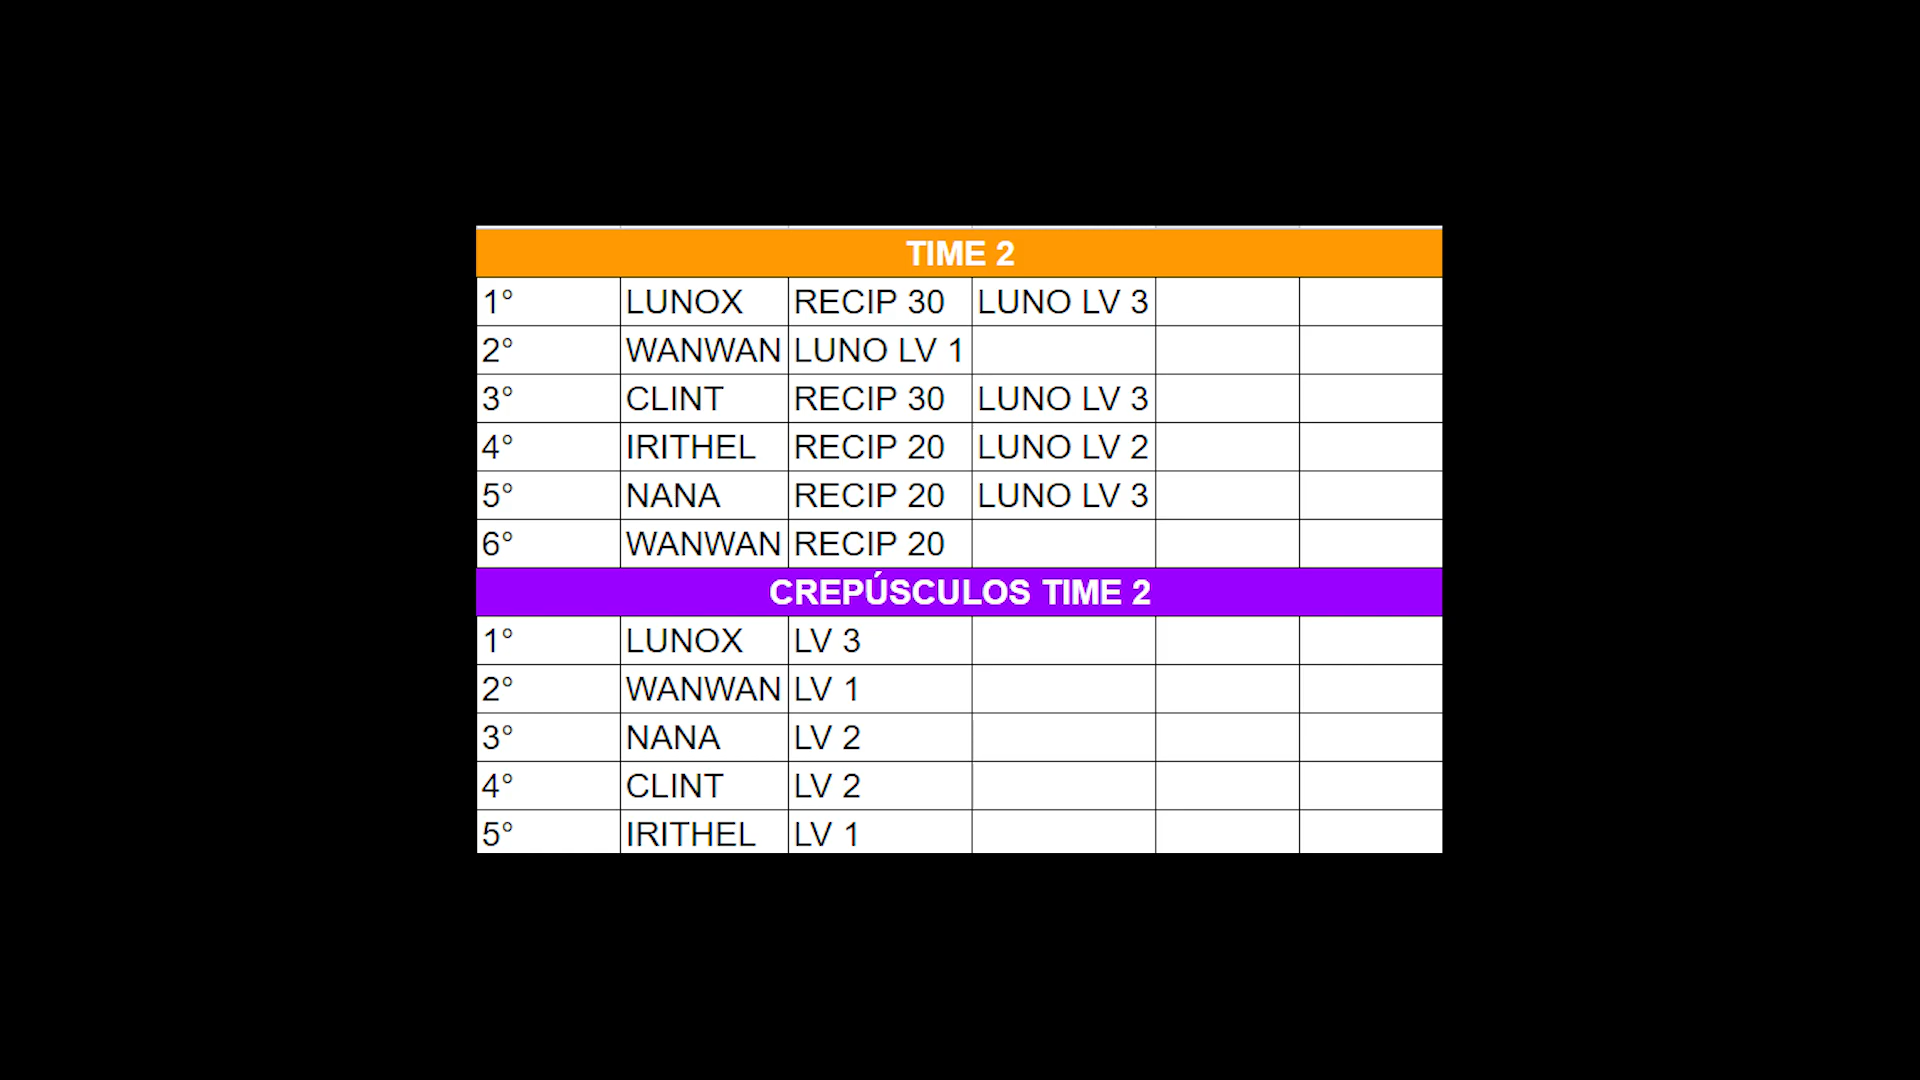 TIME 2
1° LUNOX RECIP 30 LUNO LV 3
2° WANWAN LUNO LV 1
3° CLINT RECIP 30 LUNO LV 3
4° IRITHEL RECIP 20 LUNO LV 2
5° NANA RECIP 20 LUNO LV 3
6° WANWAN RECIP 20
CREPÚSCULOS TIME 2
1° LUNOX LV 3
2° WANWAN LV 1
3° NANA LV 2
4° CLINT LV 2
5° IRITHEL LV 1